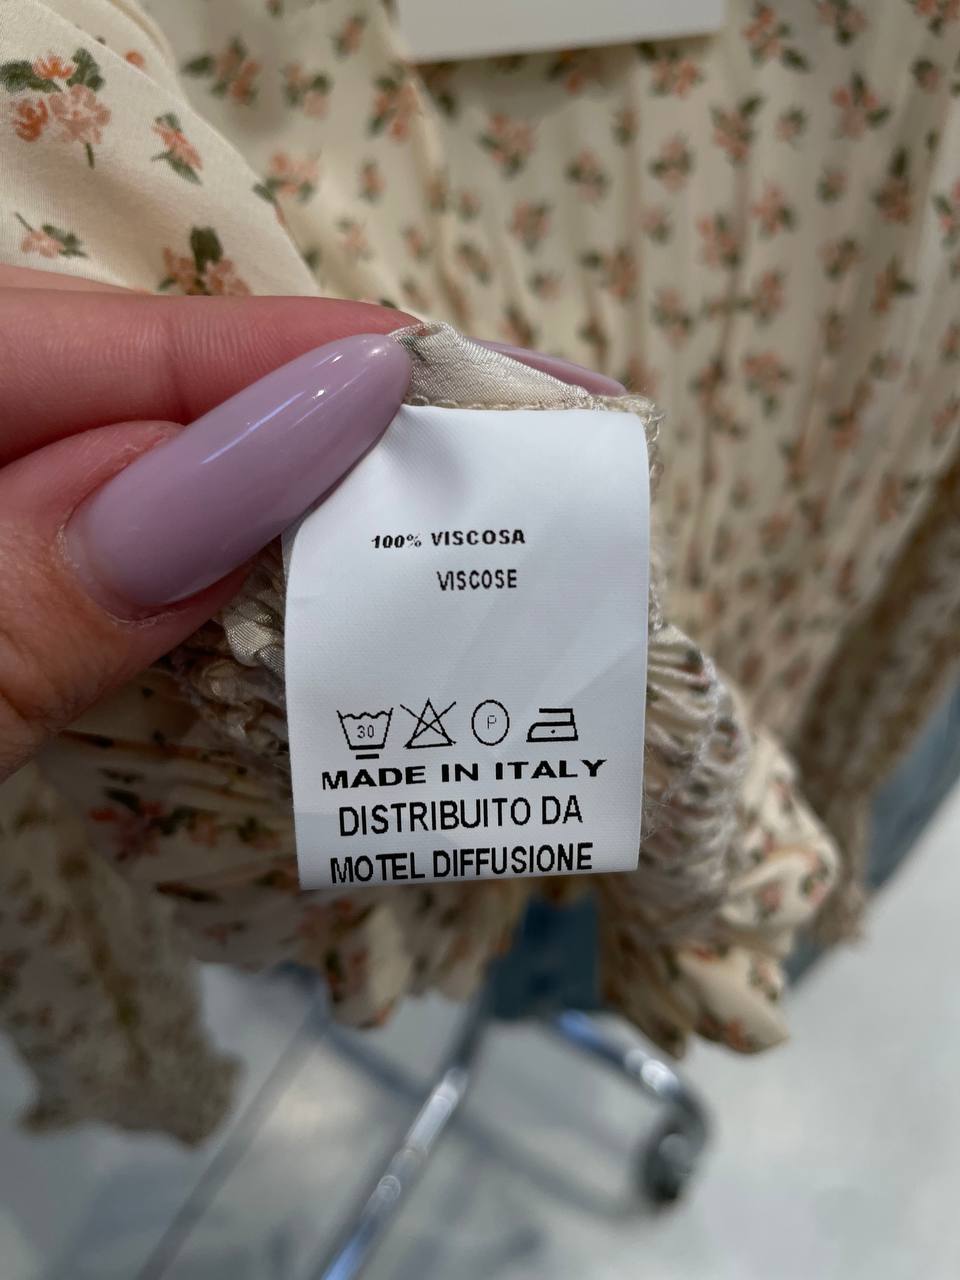 100% VISCOSA
VISCOSE
30 P
MADE IN ITALY
DISTRIBUITO DA
MOTEL DIFFUSIONE